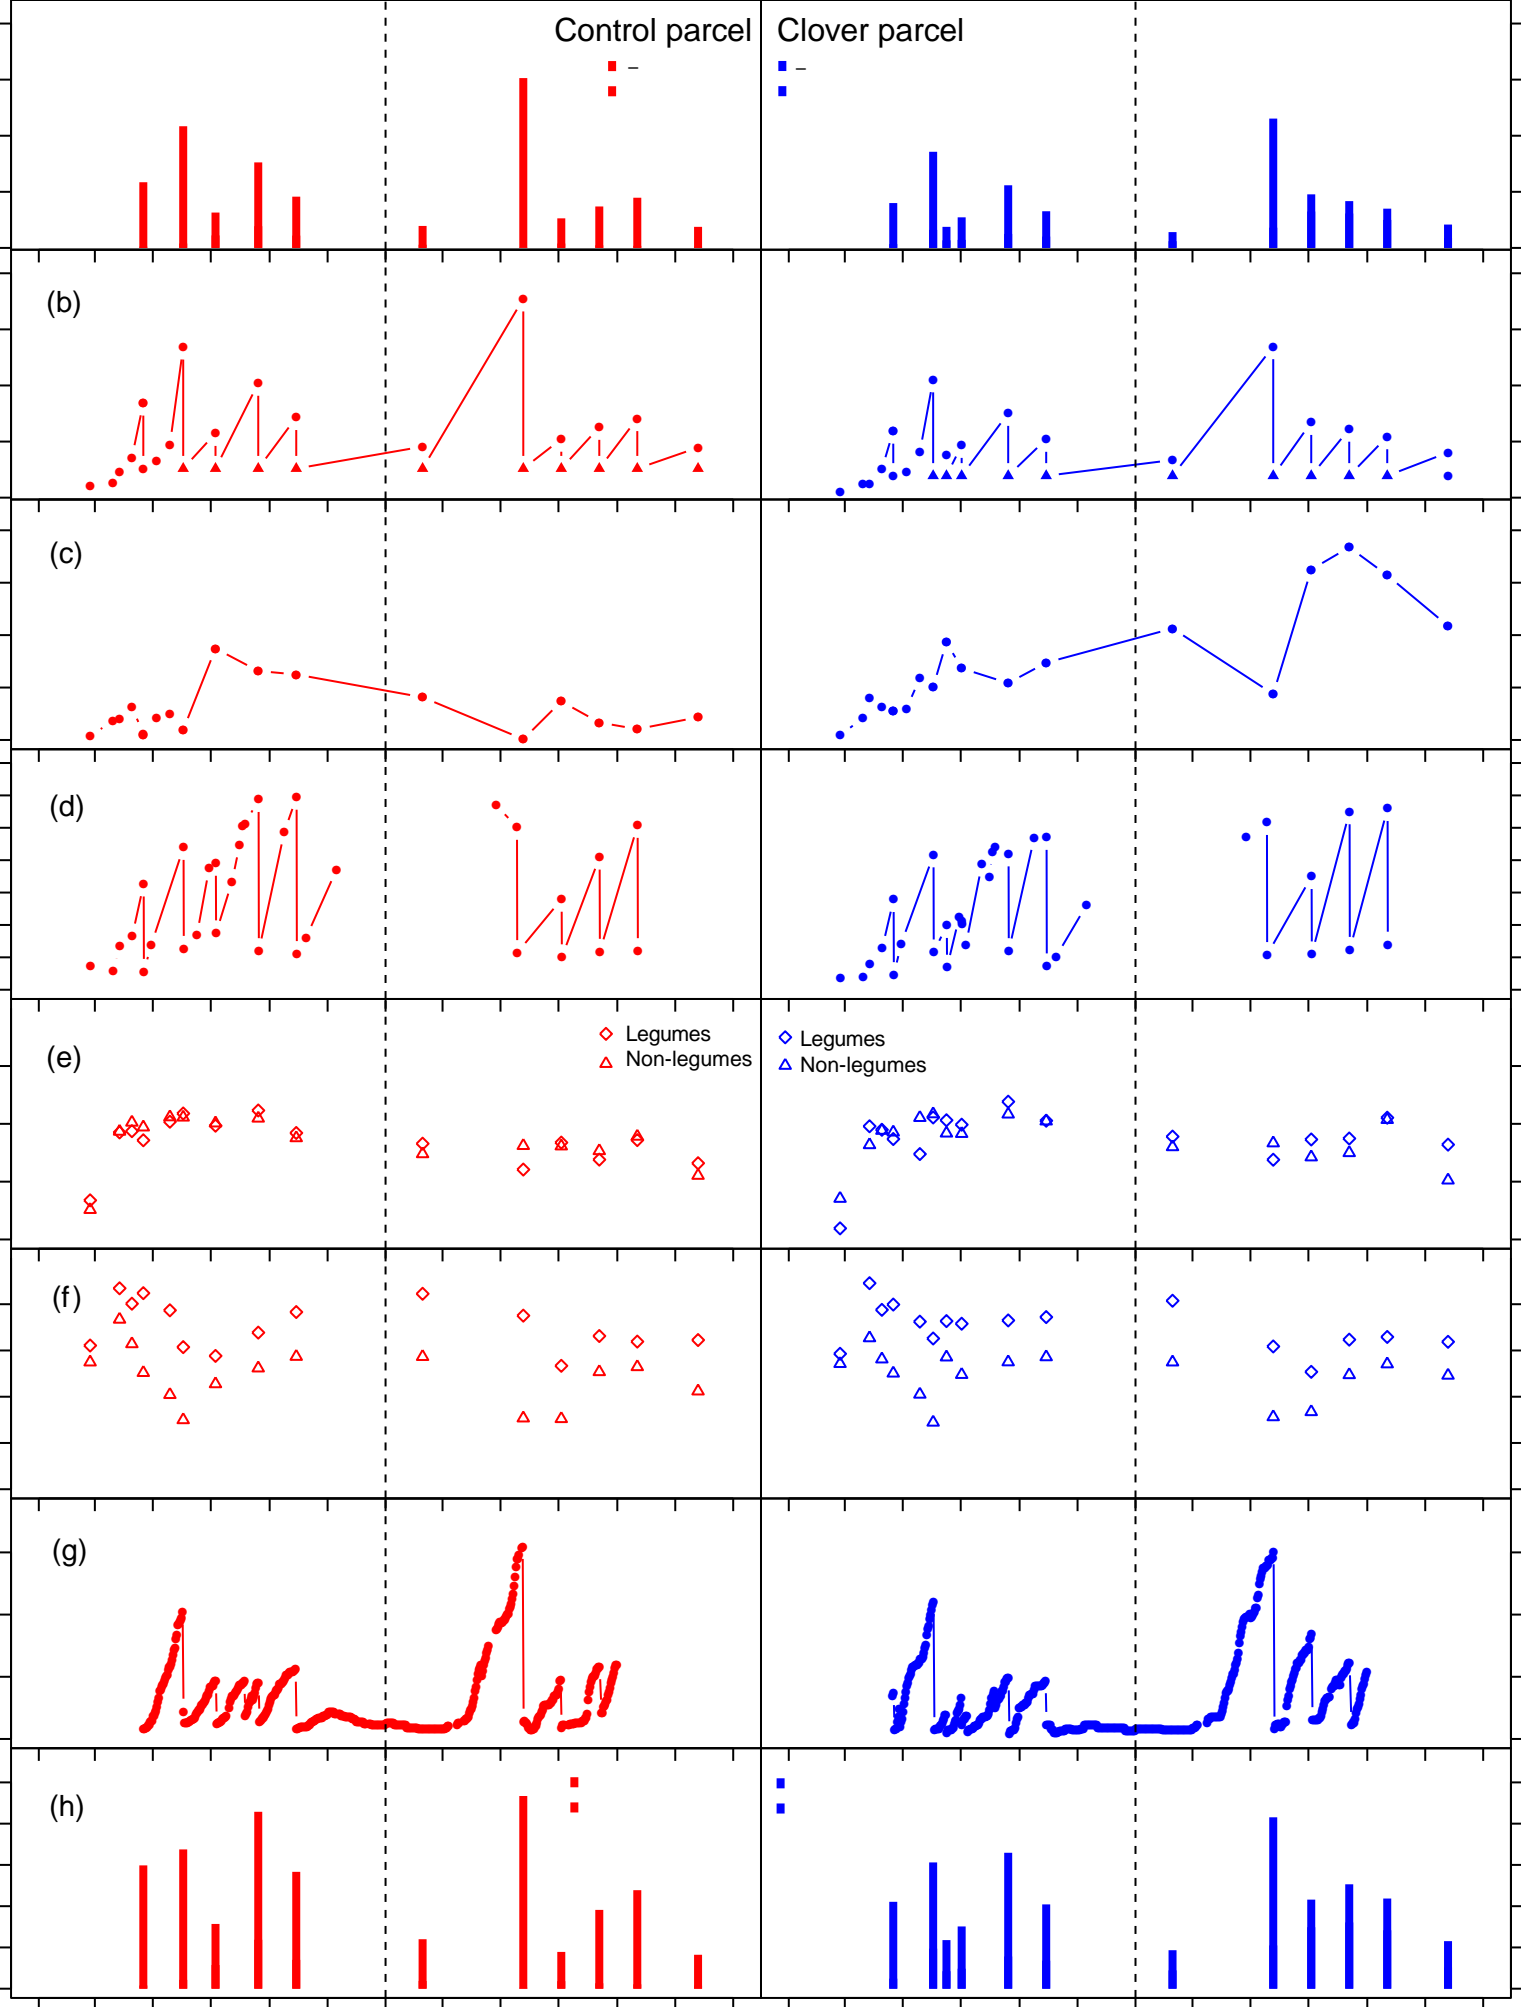 Control parcel
Clover parcel
–
–
(b)
(c)
(d)
(e)
Legumes
Non-legumes
Legumes
Non-legumes
(f)
(g)
(h)